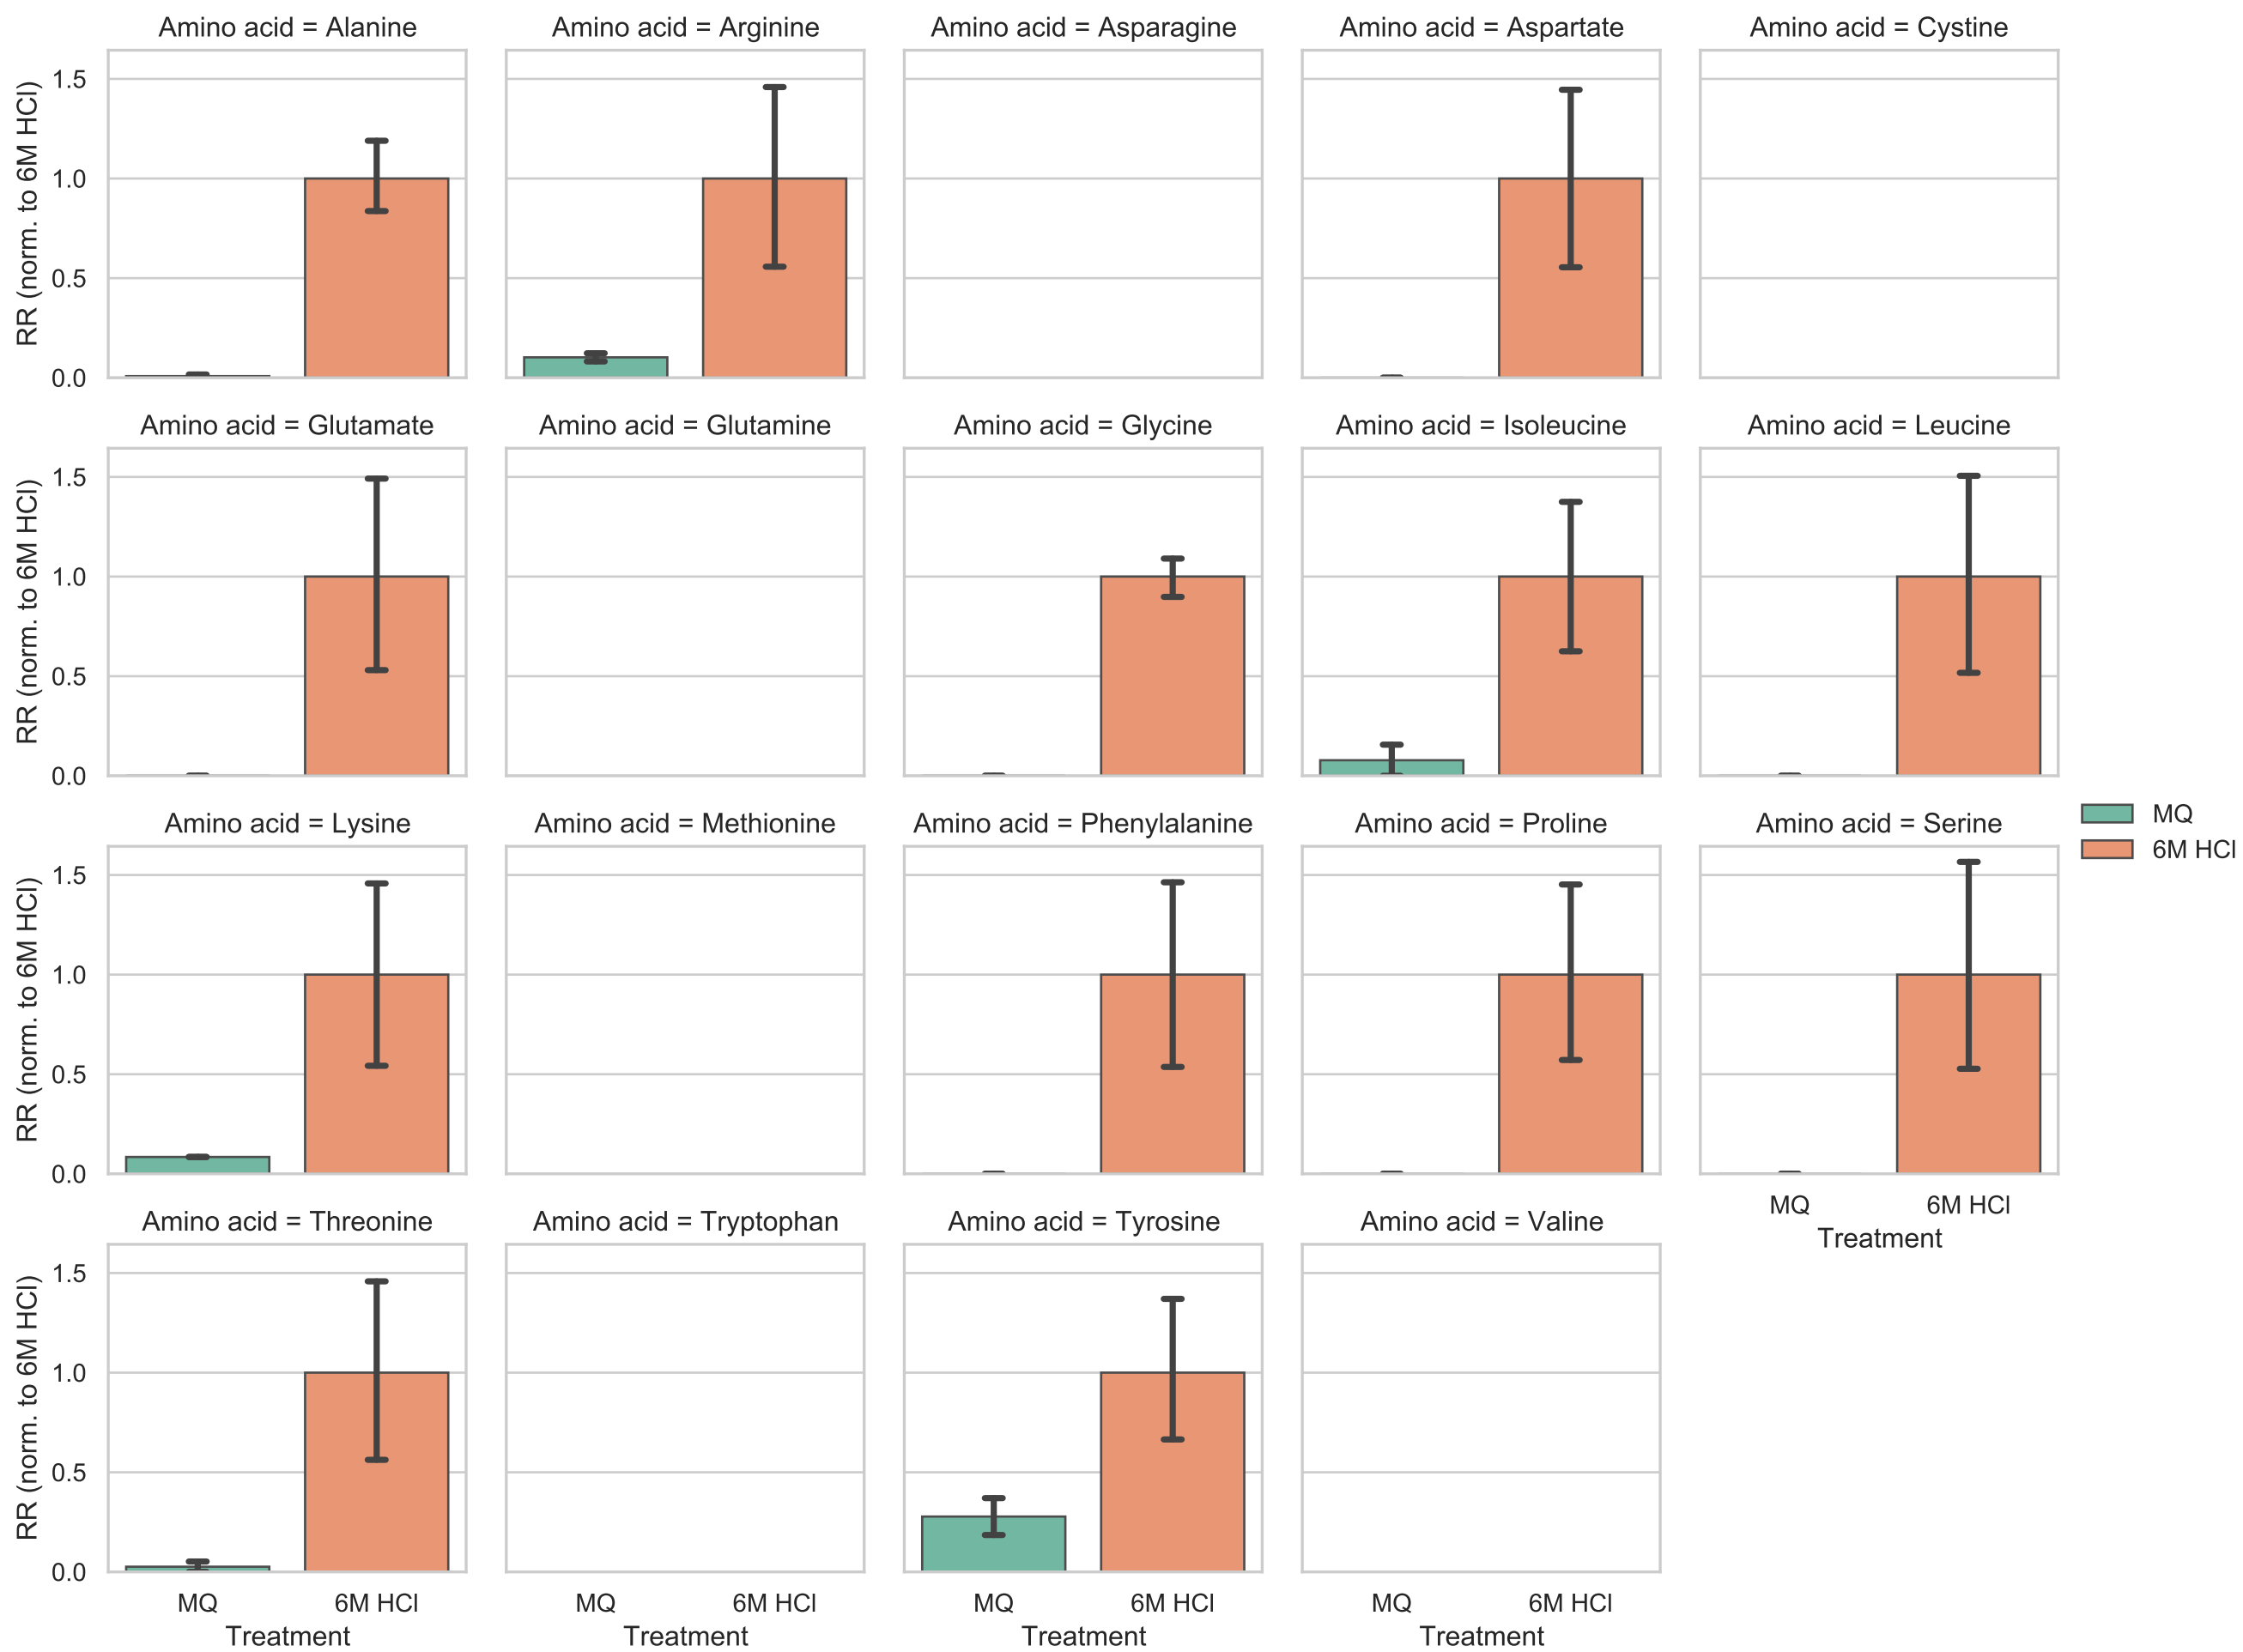 Amino acid = Alanine
Amino acid = Arginine
Amino acid = Asparagine
Amino acid = Aspartate
Amino acid = Cystine
RR (norm. to 6M HCl)
1.5
1.0
0.5
0.0
Amino acid = Glutamate
Amino acid = Glutamine
Amino acid = Glycine
Amino acid = Isoleucine
Amino acid = Leucine
RR (norm. to 6M HCl)
1.5
1.0
0.5
0.0
Amino acid = Lysine
Amino acid = Methionine
Amino acid = Phenylalanine
Amino acid = Proline
Amino acid = Serine
RR (norm. to 6M HCl)
1.5
1.0
0.5
0.0
MQ 6M HCl
Treatment
MQ
6M HCl
Amino acid = Threonine
Amino acid = Tryptophan
Amino acid = Tyrosine
Amino acid = Valine
RR (norm. to 6M HCl)
1.5
1.0
0.5
0.0
MQ 6M HCl
Treatment
MQ 6M HCl
Treatment
MQ 6M HCl
Treatment
MQ 6M HCl
Treatment